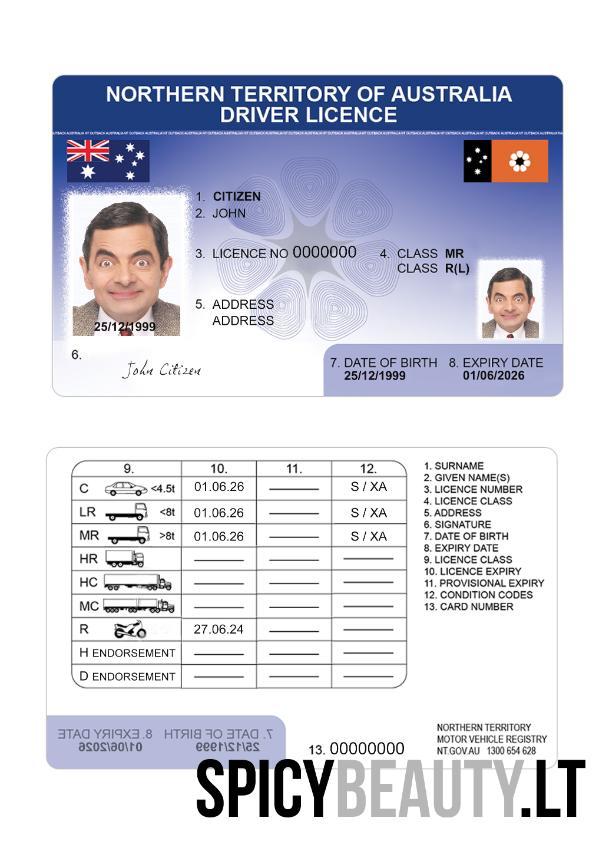 NORTHERN TERRITORY OF AUSTRALIA
DRIVER LICENCE
1. CITIZEN
2. JOHN
3. LICENCE NO 0000000
4. CLASS MR
CLASS R(L)
5. ADDRESS
ADDRESS
25/12/1999
6.
John Citizen
7. DATE OF BIRTH 8. EXPIRY DATE
25/12/1999 01/06/2026
9. 10. 11. 12.
C <4.5t 01.06.26 S / XA
LR <8t 01.06.26 S / XA
MR >8t 01.06.26 S / XA
HR
HC
MC
R 27.06.24
H ENDORSEMENT
D ENDORSEMENT
1. SURNAME
2. GIVEN NAME(S)
3. LICENCE NUMBER
4. LICENCE CLASS
5. ADDRESS
6. SIGNATURE
7. DATE OF BIRTH
8. EXPIRY DATE
9. LICENCE CLASS
10. LICENCE EXPIRY
11. PROVISIONAL EXPIRY
12. CONDITION CODES
13. CARD NUMBER
7. DATE OF BIRTH 8. EXPIRY DATE
25/12/1999 01/06/2026
13. 00000000
NORTHERN TERRITORY
MOTOR VEHICLE REGISTRY
NT.GOV.AU 1300 654 628
SPICYBEAUTY.LT